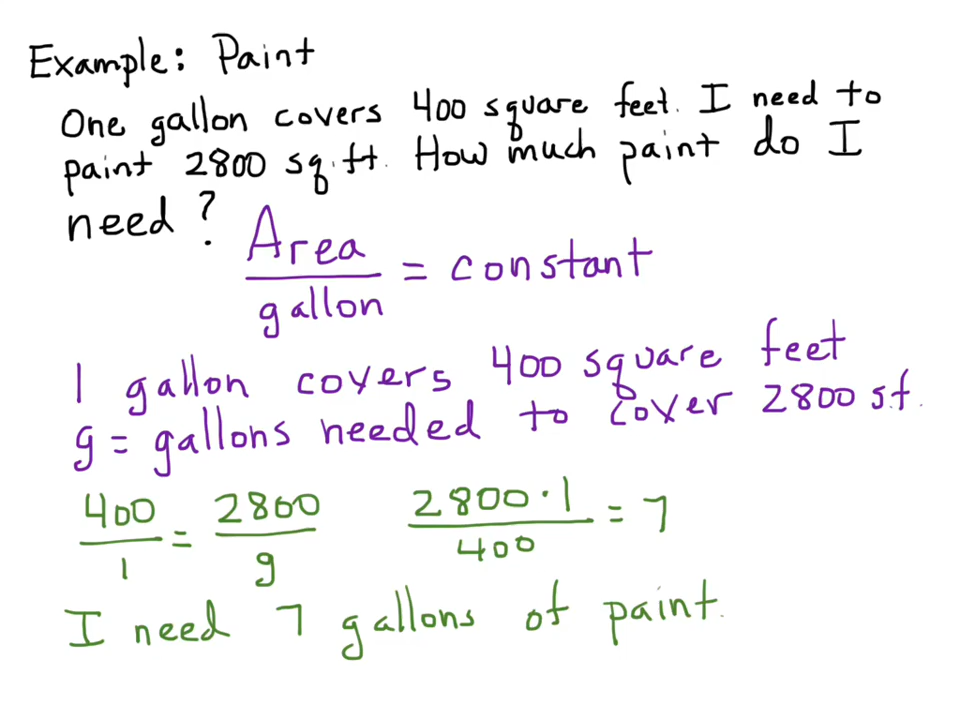 Example: Paint
One gallon covers 400 square feet. I need to
paint 2800 sq.ft. How much paint do I
need?
Area
gallon
= constant
1 gallon covers 400 square feet
g = gallons needed to cover 2800 s.f.
400/1 = 2800/g    2800·1/400 = 7
I need 7 gallons of paint.